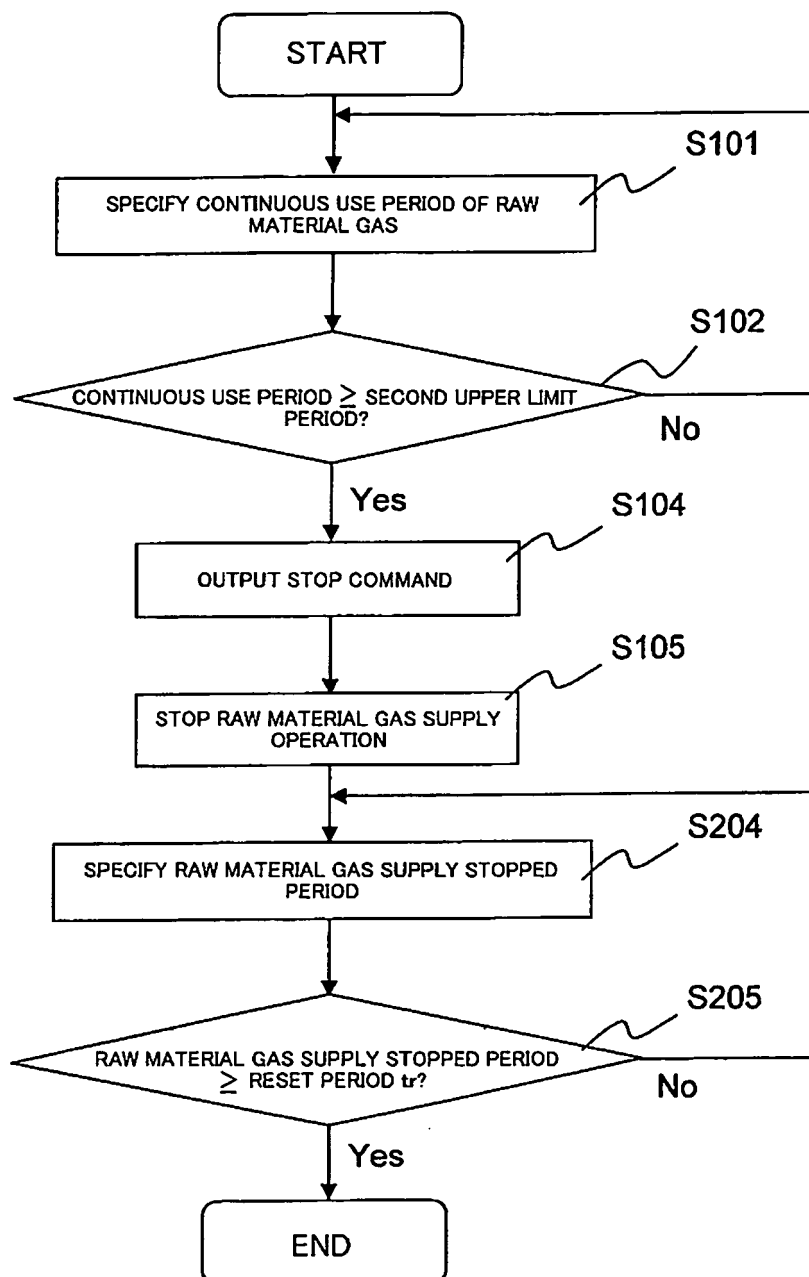 START
S101
SPECIFY CONTINUOUS USE PERIOD OF RAW
MATERIAL GAS
S102
CONTINUOUS USE PERIOD ≥ SECOND UPPER LIMIT
PERIOD?
No
Yes
S104
OUTPUT STOP COMMAND
S105
STOP RAW MATERIAL GAS SUPPLY
OPERATION
S204
SPECIFY RAW MATERIAL GAS SUPPLY STOPPED
PERIOD
S205
RAW MATERIAL GAS SUPPLY STOPPED PERIOD
≥ RESET PERIOD tr?
No
Yes
END